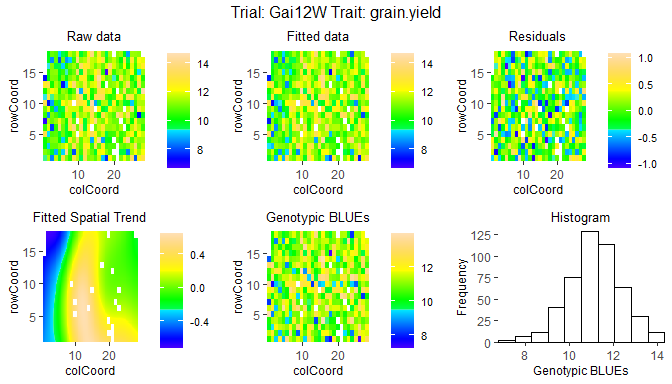 Trial: Gai12W Trait: grain.yield
Raw data
Fitted data
Residuals
rowCoord
15
10
5
10 20
colCoord
14
12
10
8
rowCoord
15
10
5
10 20
colCoord
14
12
10
8
rowCoord
15
10
5
10 20
colCoord
1.0
0.5
0.0
-0.5
-1.0
Fitted Spatial Trend
Genotypic BLUEs
Histogram
rowCoord
15
10
5
10 20
colCoord
0.4
0.0
-0.4
rowCoord
15
10
5
10 20
colCoord
12
10
8
Frequency
125
100
75
50
25
0
8 10 12 14
Genotypic BLUEs